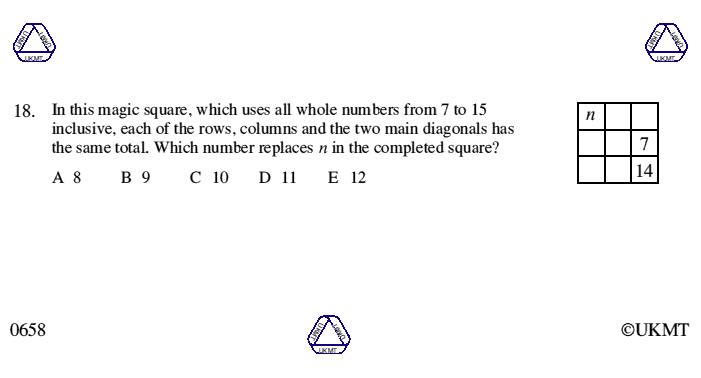 UKMT UKMT UKMT
UKMT UKMT UKMT
18. In this magic square, which uses all whole numbers from 7 to 15
inclusive, each of the rows, columns and the two main diagonals has
the same total. Which number replaces n in the completed square?
n
7
14
A 8 B 9 C 10 D 11 E 12
0658
UKMT UKMT UKMT
©UKMT